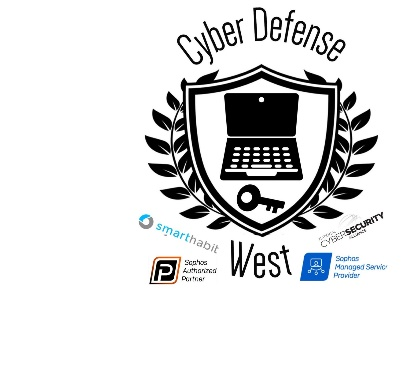 Cyber Defense
smarthabit
CYBERSECURITY
West
Sophos
Authorized
Partner
Sophos
Managed Service
Provider